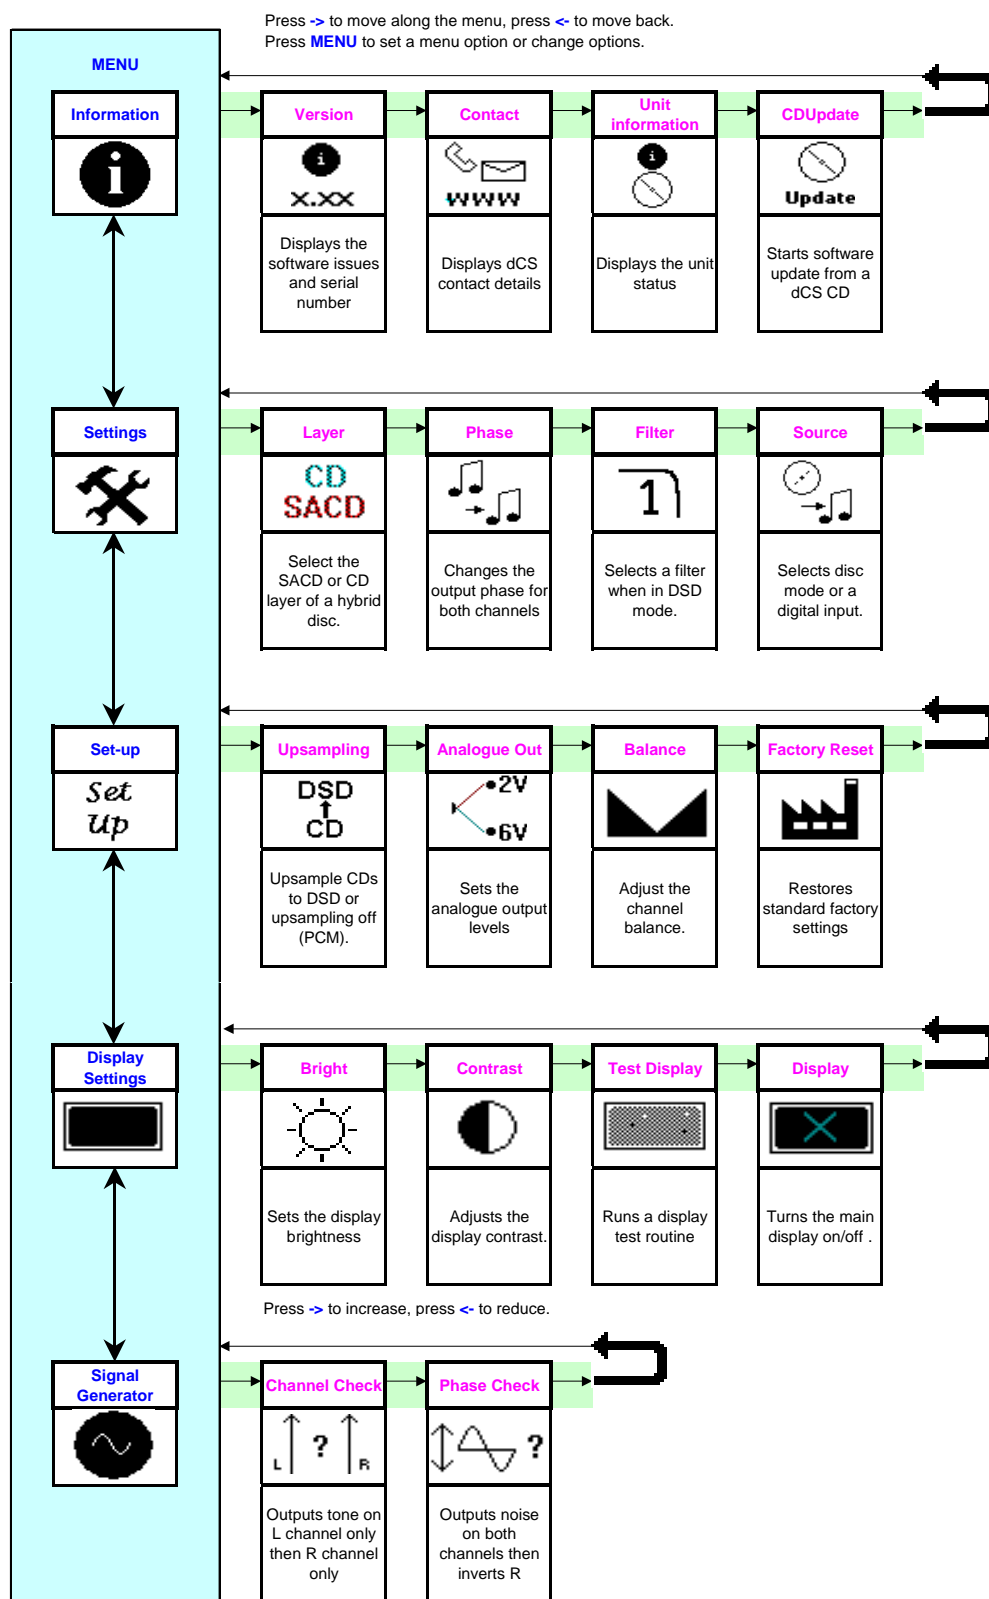 Press -> to move along the menu, press <- to move back.
Press MENU to set a menu option or change options.
MENU
Information
Version
Contact
Unit
information
CDUpdate
i
i
x.xx
www
i
Update
Displays the
software issues
and serial
number
Displays dCS
contact details
Displays the unit
status
Starts software
update from a
dCS CD
Settings
Layer
Phase
Filter
Source
CD
SACD
1
Select the
SACD or CD
layer of a hybrid
disc.
Changes the
output phase for
both channels
Selects a filter
when in DSD
mode.
Selects disc
mode or a
digital input.
Set-up
Upsampling
Analogue Out
Balance
Factory Reset
Set
Up
DSD
CD
2V
6V
Upsample CDs
to DSD or
upsampling off
(PCM).
Sets the
analogue output
levels
Adjust the
channel
balance.
Restores
standard factory
settings
Display
Settings
Bright
Contrast
Test Display
Display
Sets the display
brightness
Adjusts the
display contrast.
Runs a display
test routine
Turns the main
display on/off .
Press -> to increase, press <- to reduce.
Signal
Generator
Channel Check
Phase Check
L ? R
?
Outputs tone on
L channel only
then R channel
only
Outputs noise
on both
channels then
inverts R